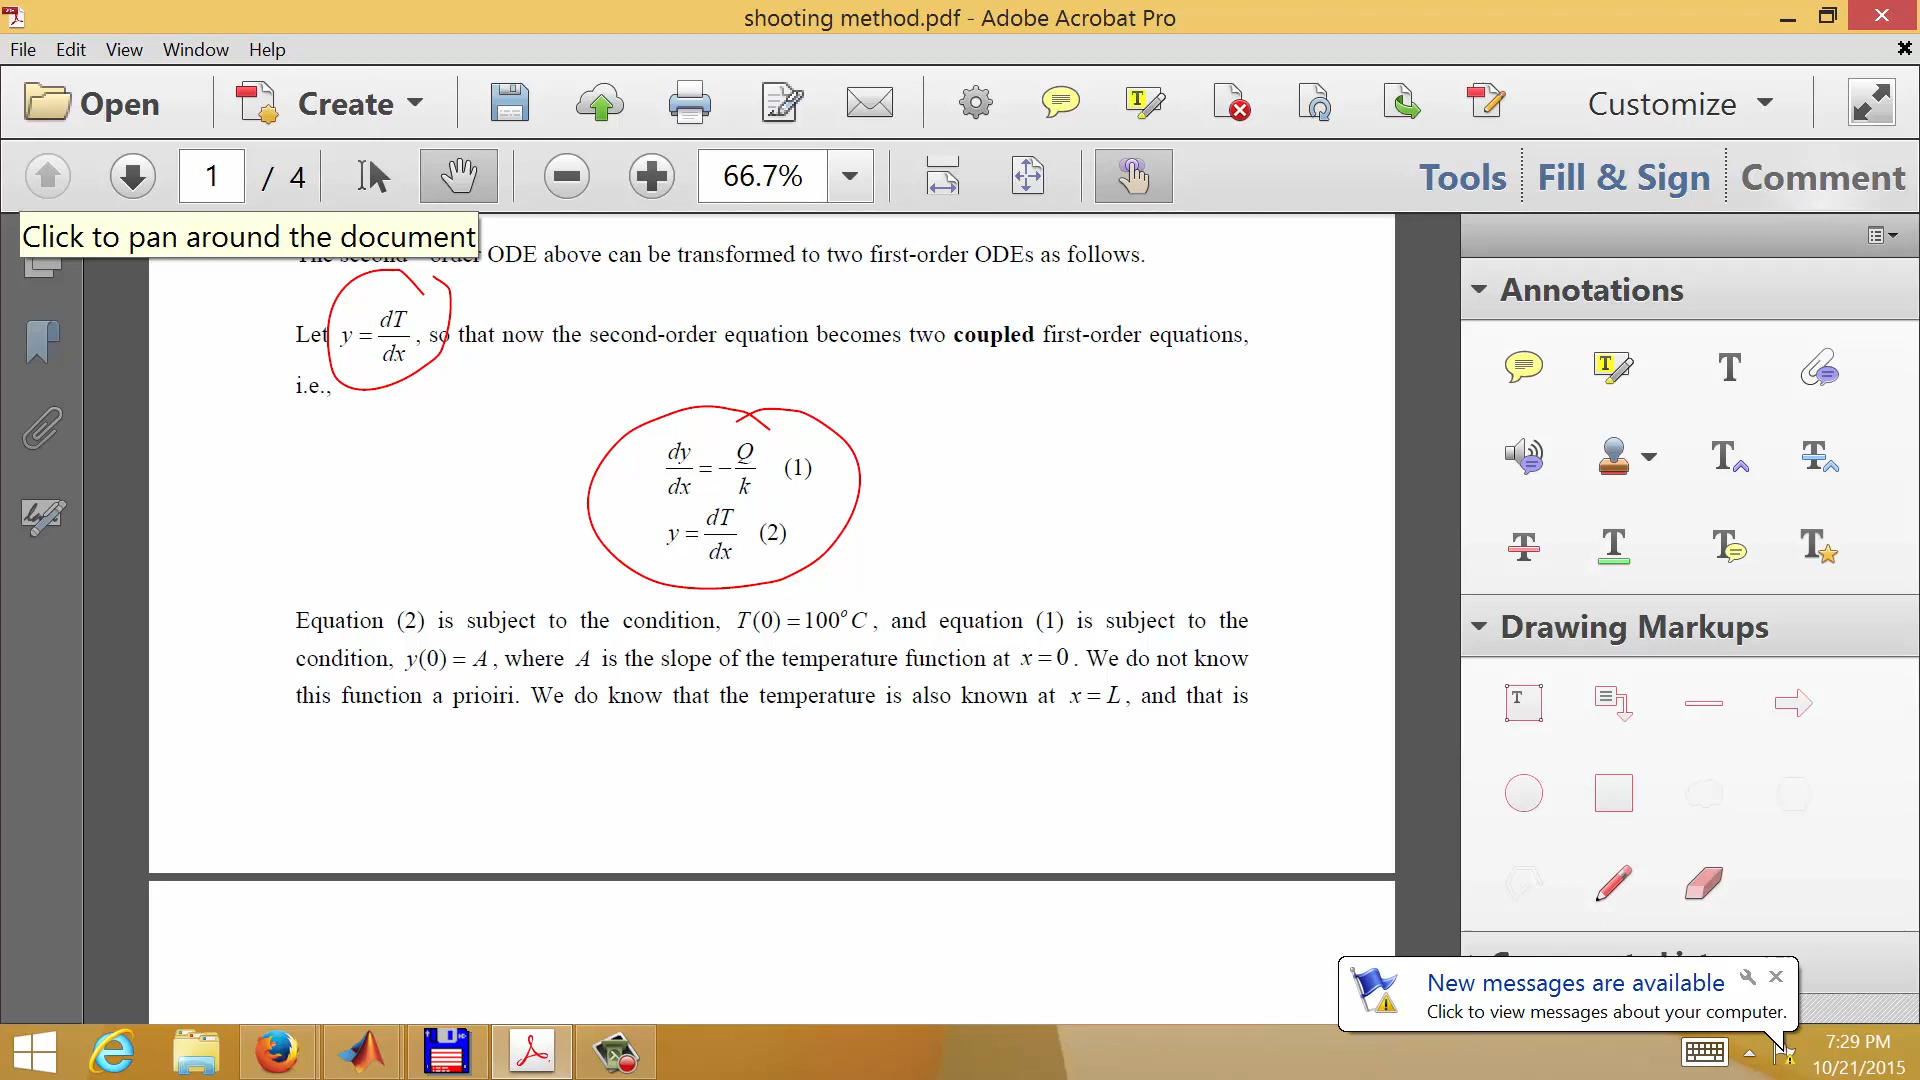 shooting method.pdf - Adobe Acrobat Pro
File Edit View Window Help
Open Create Customize
1 / 4 66.7% Tools Fill & Sign Comment
Click to pan around the document
order ODE above can be transformed to two first-order ODEs as follows.
Let y = dT/dx , so that now the second-order equation becomes two coupled first-order equations,
i.e.,
dy/dx = -Q/k (1)
y = dT/dx (2)
Equation (2) is subject to the condition, T(0) = 100°C, and equation (1) is subject to the
condition, y(0) = A, where A is the slope of the temperature function at x = 0. We do not know
this function a prioiri. We do know that the temperature is also known at x = L, and that is
Annotations
T T
T T
T T T T
Drawing Markups
T
New messages are available
Click to view messages about your computer.
7:29 PM
10/21/2015